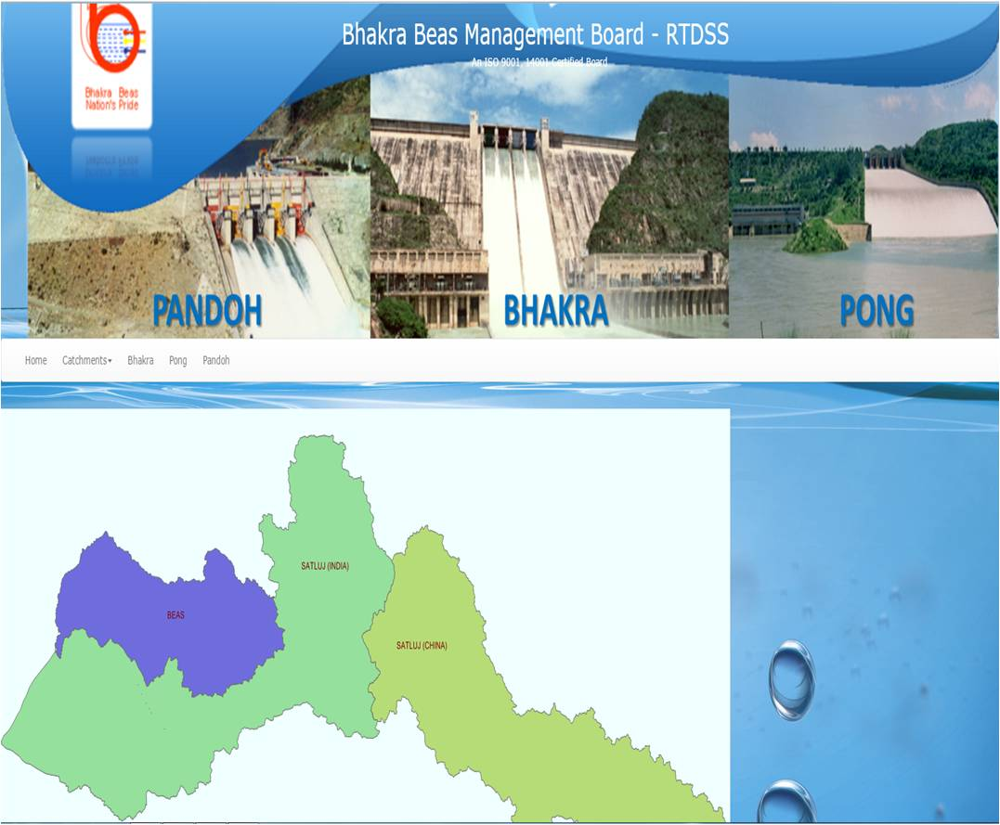 Bhakra Beas Management Board - RTDSS
An ISO 9001, 14001 Certified Board
Bhakra Beas
Nation's Pride
PANDOH
BHAKRA
PONG
Home
Catchments
Bhakra
Pong
Pandoh
SATLUJ (INDIA)
BEAS
SATLUJ (CHINA)